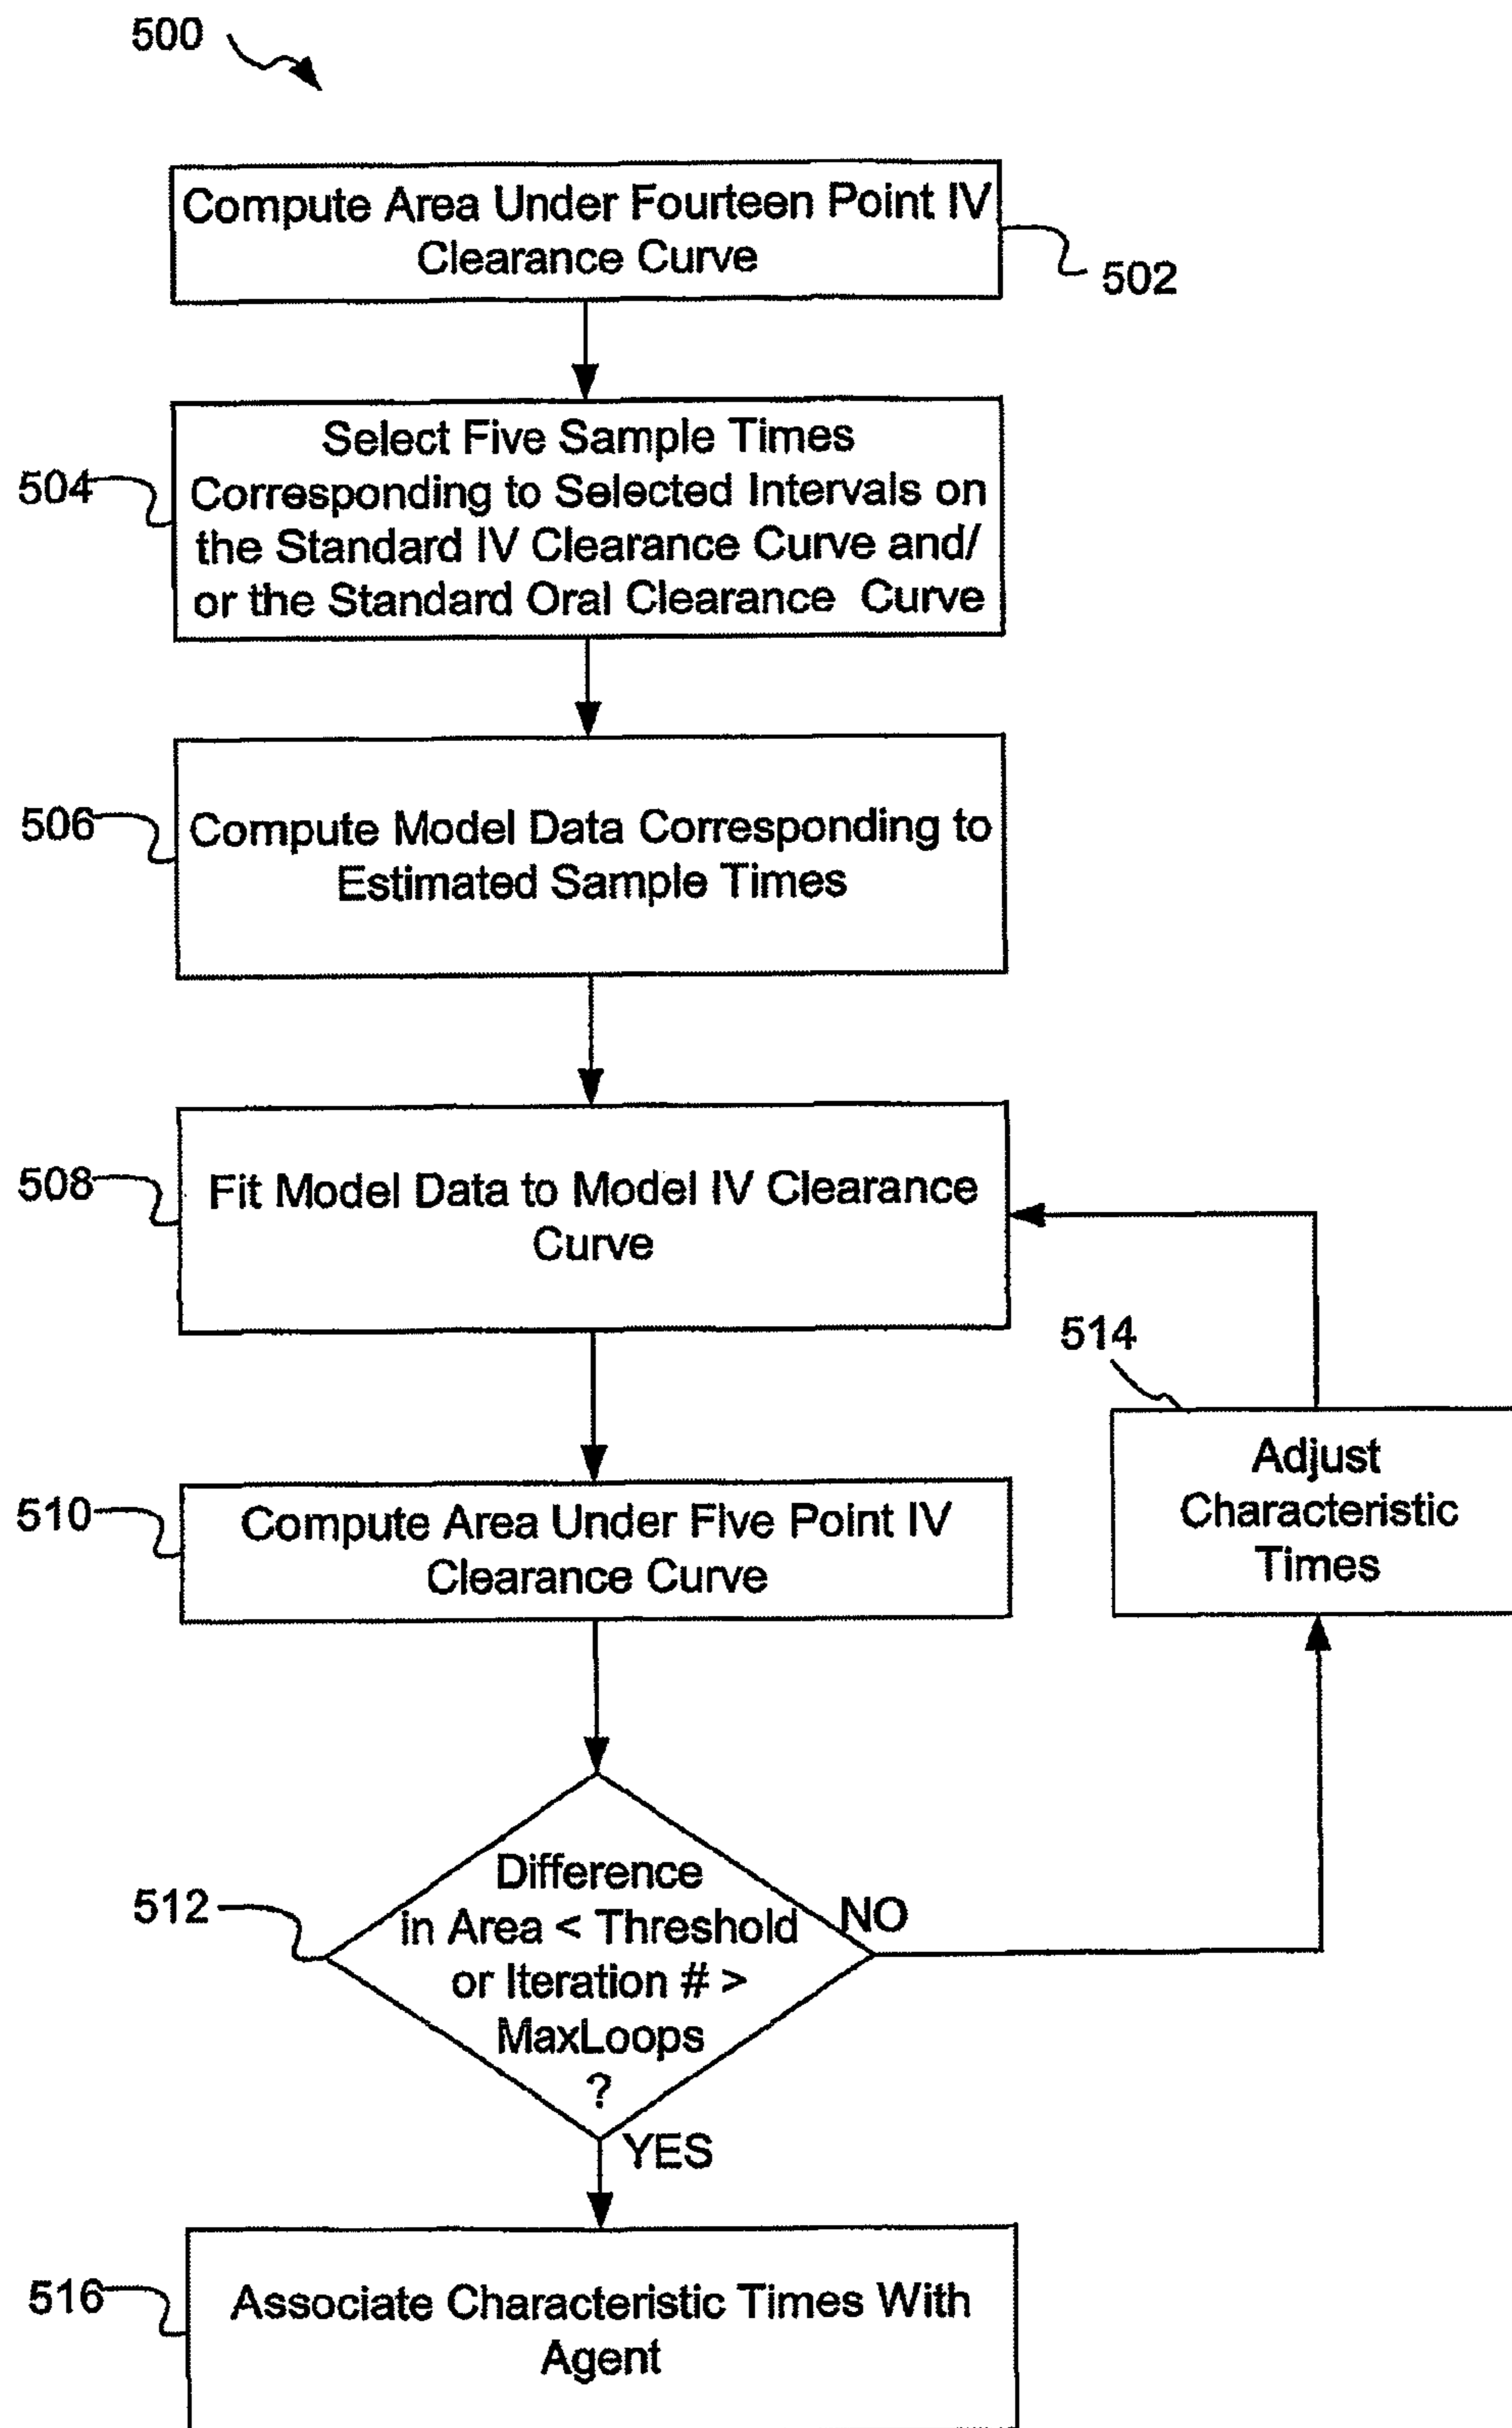 500
Compute Area Under Fourteen Point IV
Clearance Curve
502
Select Five Sample Times
504
Corresponding to Selected Intervals on
the Standard IV Clearance Curve and/
or the Standard Oral Clearance Curve
506
Compute Model Data Corresponding to
Estimated Sample Times
508
Fit Model Data to Model IV Clearance
Curve
514
Adjust
Characteristic
Times
510
Compute Area Under Five Point IV
Clearance Curve
512
Difference
in Area < Threshold
or Iteration # >
MaxLoops
?
NO
YES
516
Associate Characteristic Times With
Agent